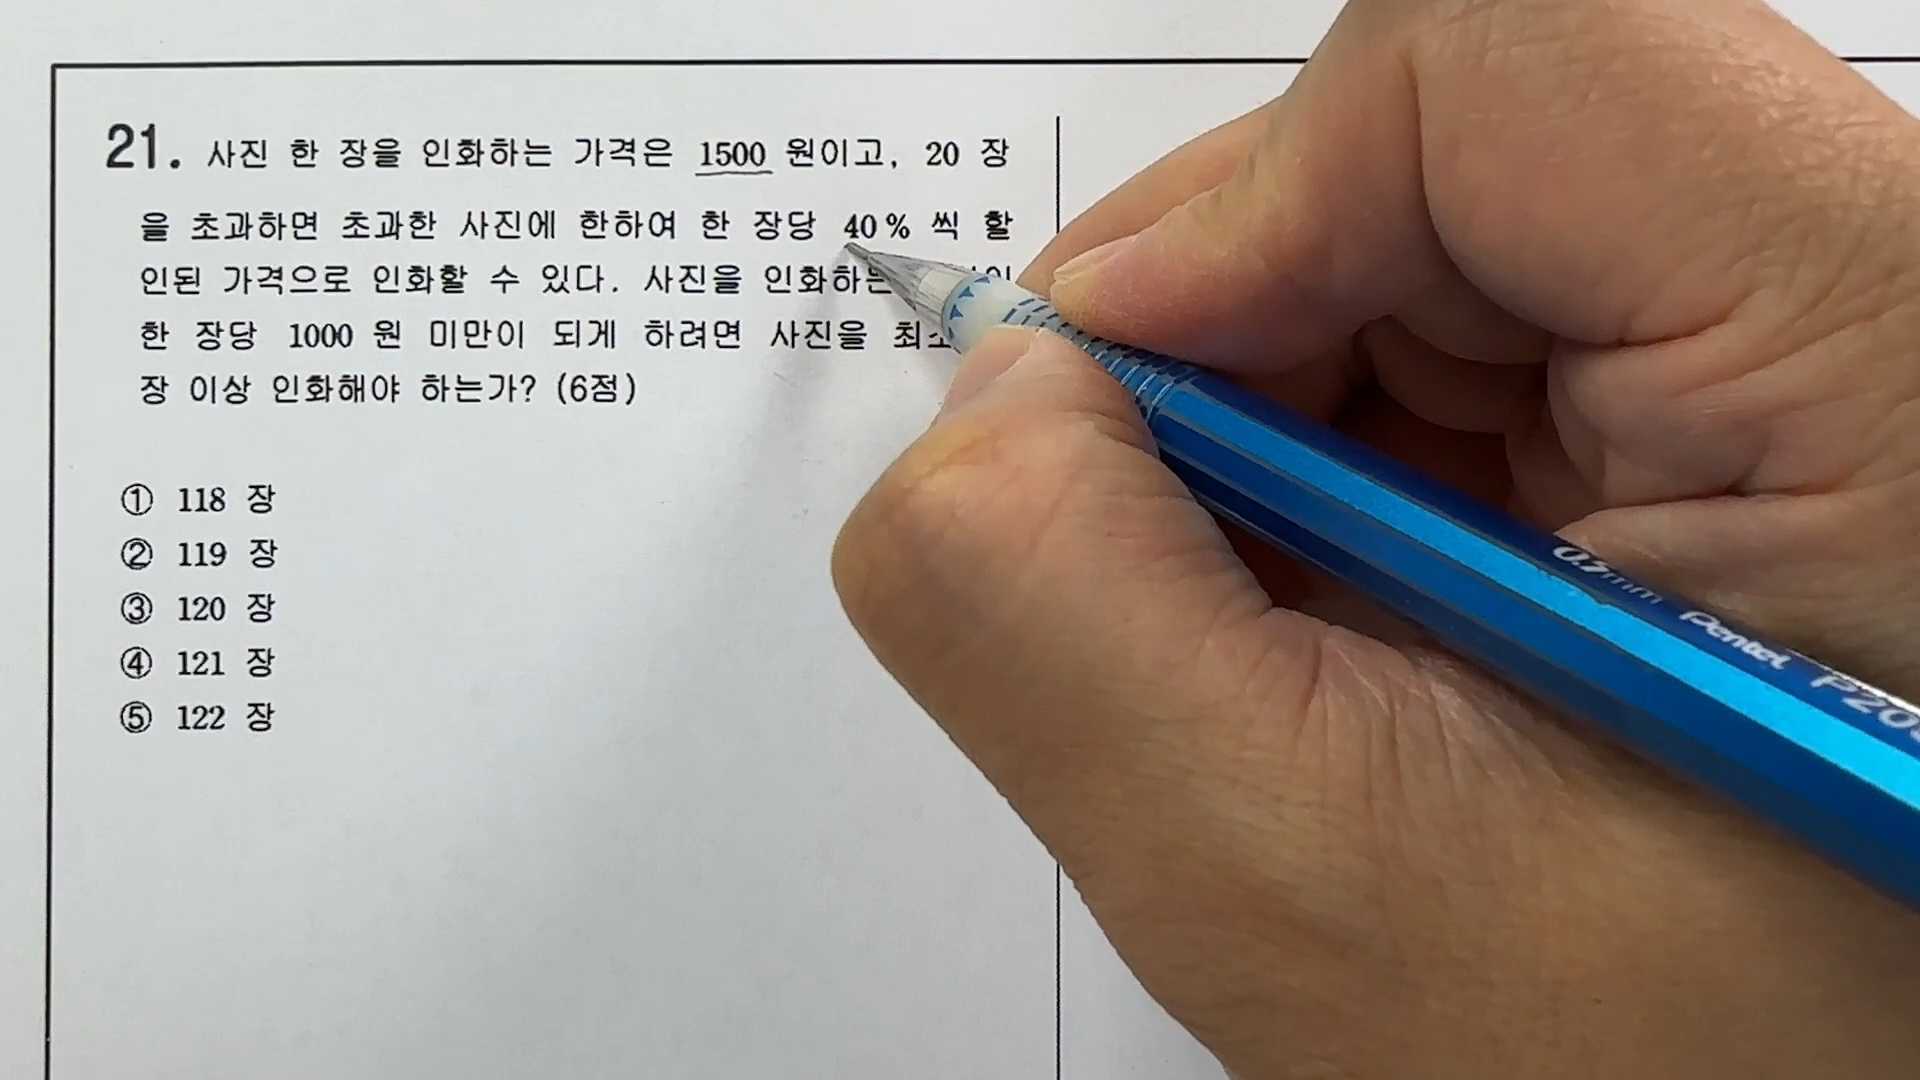 21. 사진 한 장을 인화하는 가격은 1500 원이고, 20 장
을 초과하면 초과한 사진에 한하여 한 장당 40 % 씩 할
인된 가격으로 인화할 수 있다. 사진을 인화하는
한 장당 1000 원 미만이 되게 하려면 사진을 최소
장 이상 인화해야 하는가? (6점)
① 118 장
② 119 장
③ 120 장
④ 121 장
⑤ 122 장
0.5mm Pentel P20